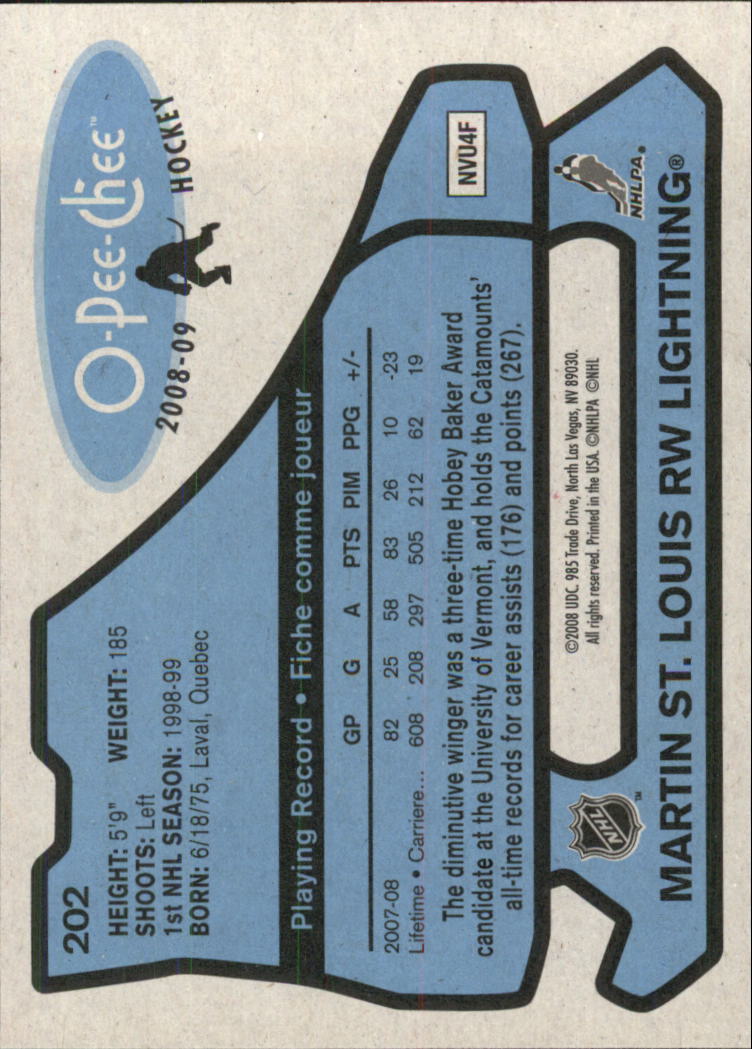 202
HEIGHT: 5'9" WEIGHT: 185
SHOOTS: Left
1st NHL SEASON: 1998-99
BORN: 6/18/75, Laval, Quebec
O-Pee-Chee™
2008-09 HOCKEY
Playing Record • Fiche comme joueur
GP G A PTS PIM PPG +/-
2007-08 82 25 58 83 26 10 -23
Lifetime • Carriere... 608 208 297 505 212 62 19
The diminutive winger was a three-time Hobey Baker Award
candidate at the University of Vermont, and holds the Catamounts'
all-time records for career assists (176) and points (267).
NVU4F
NHL™
©2008 UDC. 985 Trade Drive, North Las Vegas, NV 89030.
All rights reserved. Printed in the USA. ©NHLPA ©NHL
NHLPA®
MARTIN ST. LOUIS RW LIGHTNING®